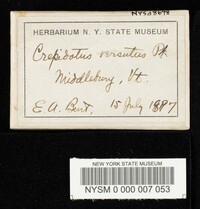 HERBARIUM N. Y. STATE MUSEUM
Crepidotus versutus Pk
Middlebury, Vt.
E. A. Burt. 15 July 1887
NEW YORK STATE MUSEUM
NYSM 0 000 007 053